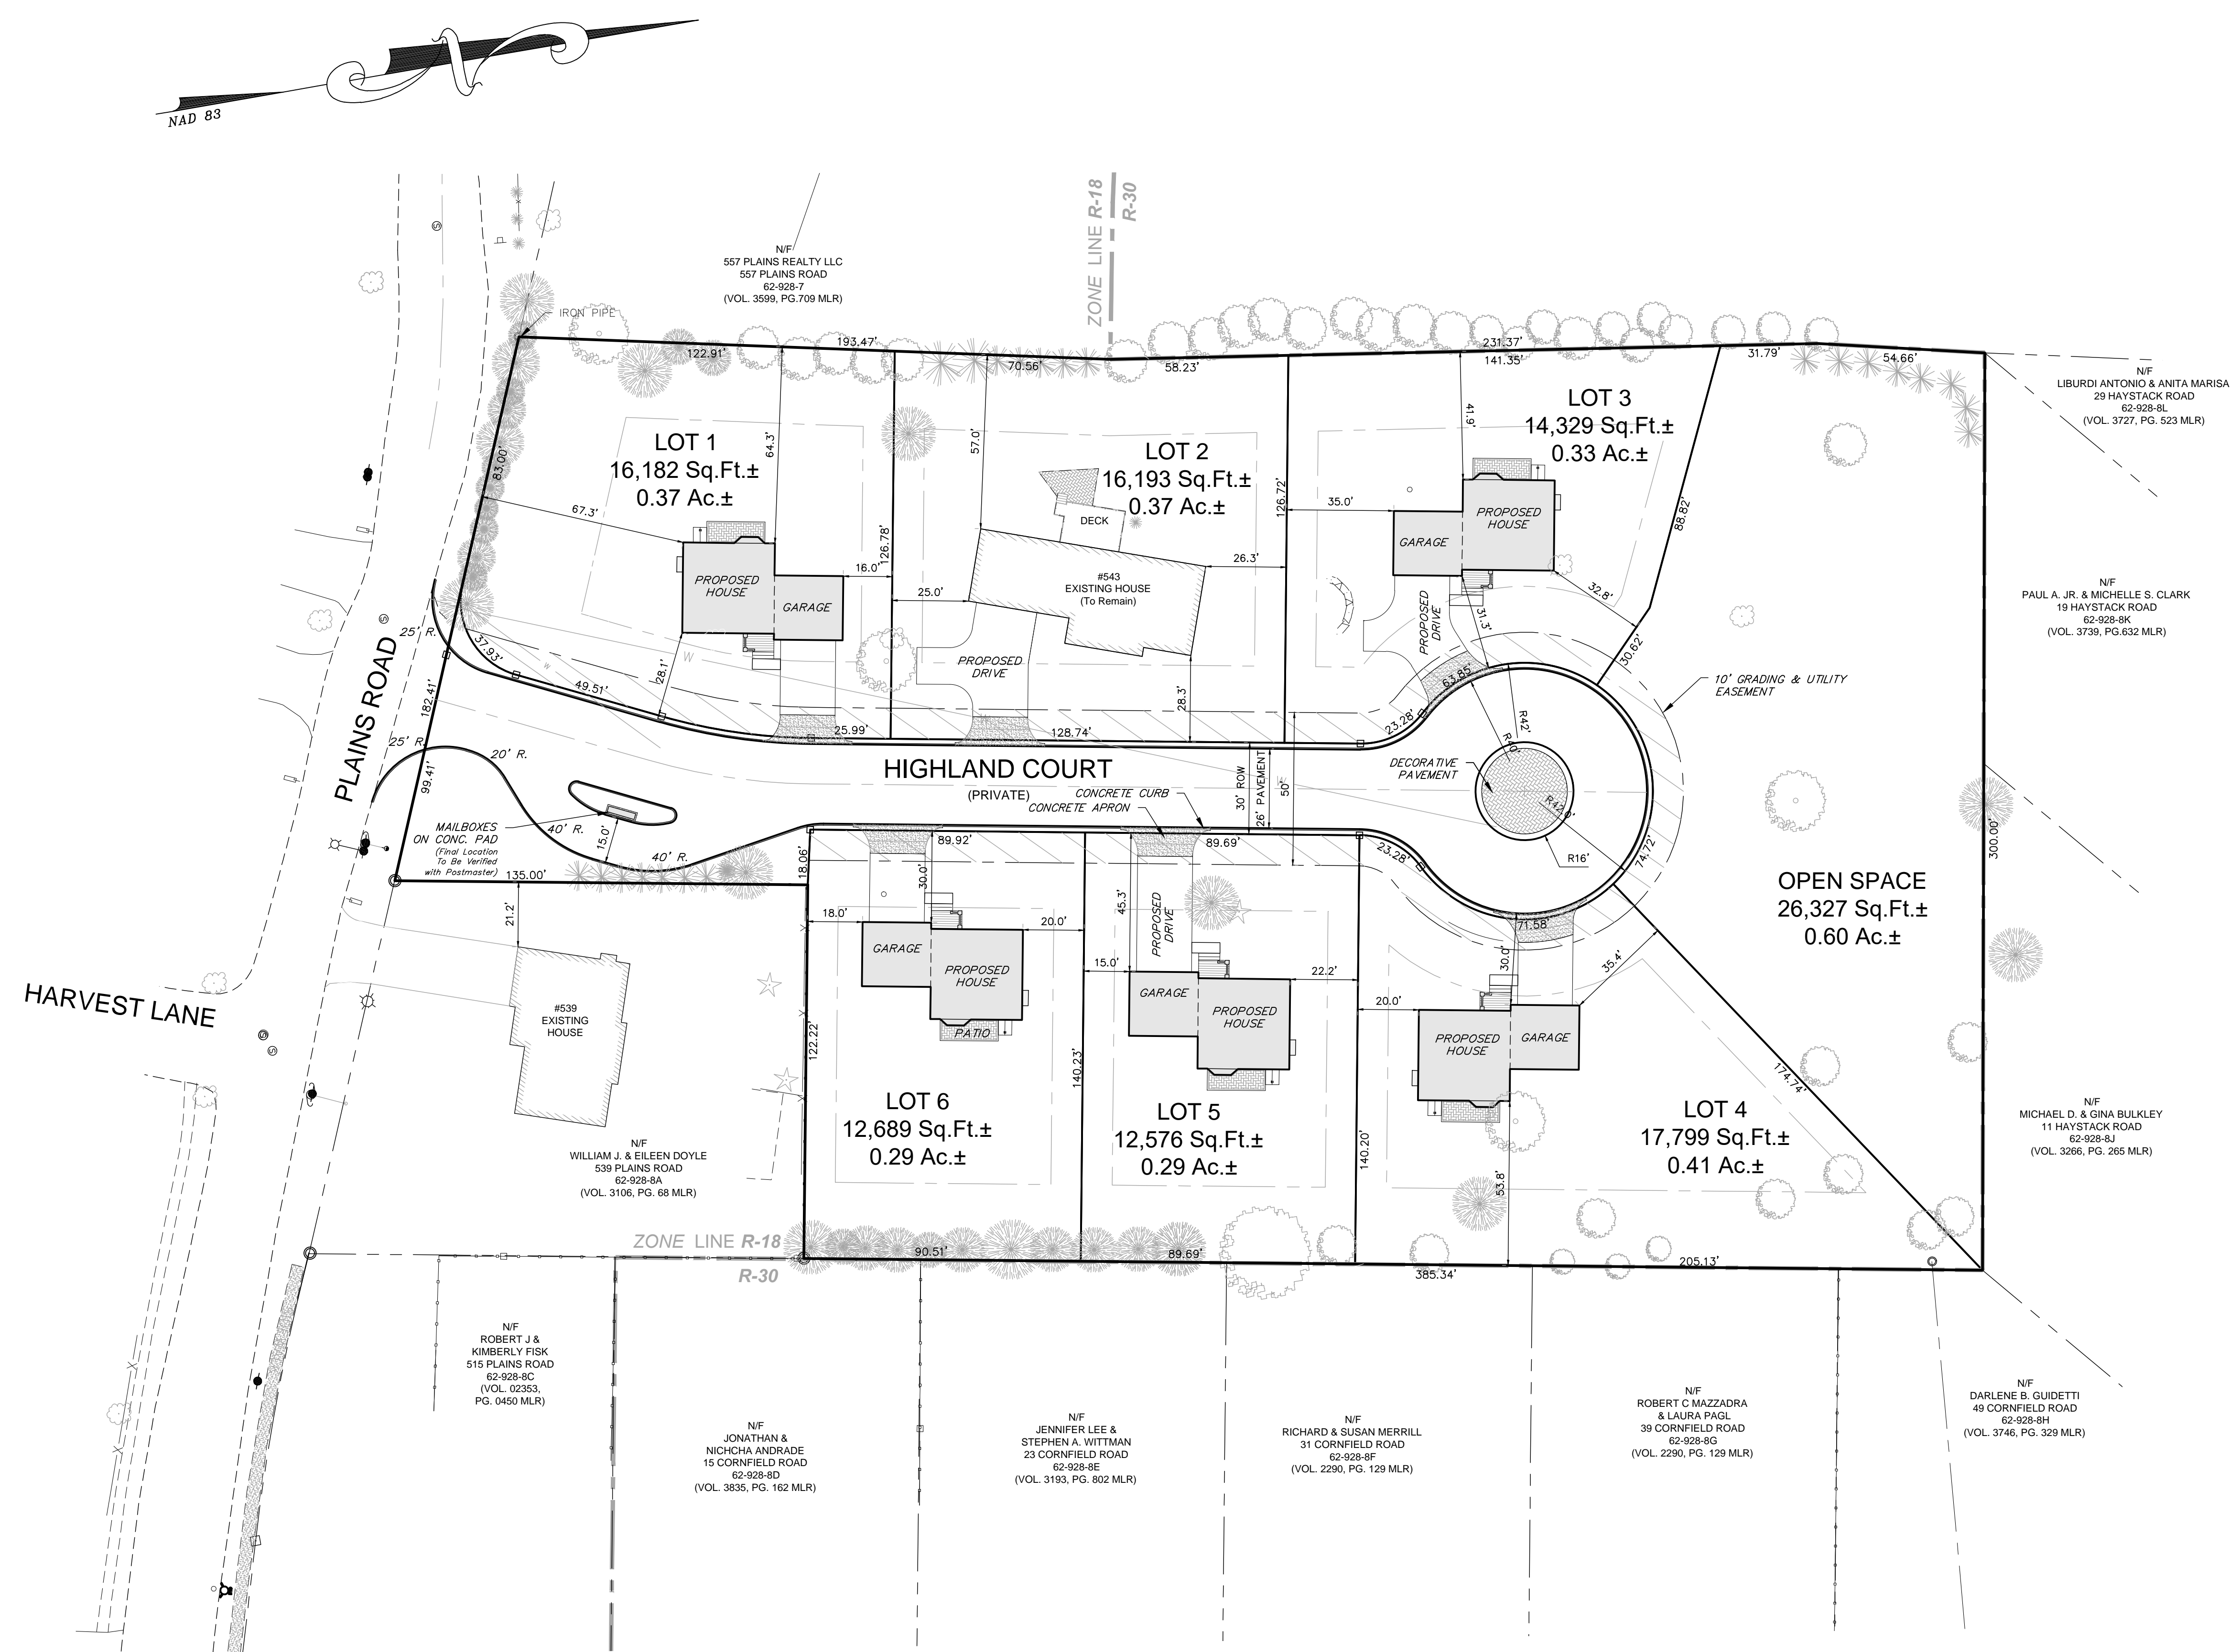 NAD 83
N/F
557 PLAINS REALTY LLC
557 PLAINS ROAD
62-928-7
(VOL. 3599, PG.709 MLR)
ZONE LINE R-18
R-30
IRON PIPE
122.91'
193.47'
70.56'
58.23'
231.37'
141.35'
31.79'
54.66'
N/F
LIBURDI ANTONIO & ANITA MARISA
29 HAYSTACK ROAD
62-928-8L
(VOL. 3727, PG. 523 MLR)
LOT 1
16,182 Sq.Ft.±
0.37 Ac.±
64.3'
83.00'
67.3'
PROPOSED
HOUSE
GARAGE
16.0'
126.78'
28.1'
57.0'
LOT 2
16,193 Sq.Ft.±
0.37 Ac.±
DECK
#543
EXISTING HOUSE
(To Remain)
25.0'
26.3'
126.72'
28.3'
PROPOSED
DRIVE
LOT 3
14,329 Sq.Ft.±
0.33 Ac.±
41.9'
35.0'
PROPOSED
HOUSE
GARAGE
PROPOSED
DRIVE
31.3'
32.8'
88.82'
30.62'
N/F
PAUL A. JR. & MICHELLE S. CLARK
19 HAYSTACK ROAD
62-928-8K
(VOL. 3739, PG.632 MLR)
10' GRADING & UTILITY
EASEMENT
PLAINS ROAD
25' R.
37.93'
W
W
49.51'
25.99'
128.74'
23.28'
63.85'
R42'
R40'
182.41'
25' R.
20' R.
99.41'
HIGHLAND COURT
(PRIVATE)
CONCRETE CURB
CONCRETE APRON
30' ROW
26' PAVEMENT
50'
W
DECORATIVE
PAVEMENT
R42.0'
R16'
74.72'
MAILBOXES
ON CONC. PAD
(Final Location
To Be Verified
with Postmaster)
40' R.
15.0'
40' R.
135.00'
18.06'
89.92'
89.69'
23.28'
71.58'
300.00'
OPEN SPACE
26,327 Sq.Ft.±
0.60 Ac.±
HARVEST LANE
21.2'
#539
EXISTING
HOUSE
18.0'
30.0'
20.0'
GARAGE
PROPOSED
HOUSE
PATIO
122.22'
LOT 6
12,689 Sq.Ft.±
0.29 Ac.±
45.3'
PROPOSED
DRIVE
15.0'
22.2'
GARAGE
PROPOSED
HOUSE
140.23'
LOT 5
12,576 Sq.Ft.±
0.29 Ac.±
20.0'
30.0'
35.4'
PROPOSED
HOUSE
GARAGE
140.20'
53.8'
174.74'
LOT 4
17,799 Sq.Ft.±
0.41 Ac.±
N/F
MICHAEL D. & GINA BULKLEY
11 HAYSTACK ROAD
62-928-8J
(VOL. 3266, PG. 265 MLR)
N/F
WILLIAM J. & EILEEN DOYLE
539 PLAINS ROAD
62-928-8A
(VOL. 3106, PG. 68 MLR)
ZONE LINE R-18
R-30
90.51'
89.69'
385.34'
205.13'
N/F
ROBERT J &
KIMBERLY FISK
515 PLAINS ROAD
62-928-8C
(VOL. 02353,
PG. 0450 MLR)
N/F
JONATHAN &
NICHCHA ANDRADE
15 CORNFIELD ROAD
62-928-8D
(VOL. 3835, PG. 162 MLR)
N/F
JENNIFER LEE &
STEPHEN A. WITTMAN
23 CORNFIELD ROAD
62-928-8E
(VOL. 3193, PG. 802 MLR)
N/F
RICHARD & SUSAN MERRILL
31 CORNFIELD ROAD
62-928-8F
(VOL. 2290, PG. 129 MLR)
N/F
ROBERT C MAZZADRA
& LAURA PAGL
39 CORNFIELD ROAD
62-928-8G
(VOL. 2290, PG. 129 MLR)
N/F
DARLENE B. GUIDETTI
49 CORNFIELD ROAD
62-928-8H
(VOL. 3746, PG. 329 MLR)